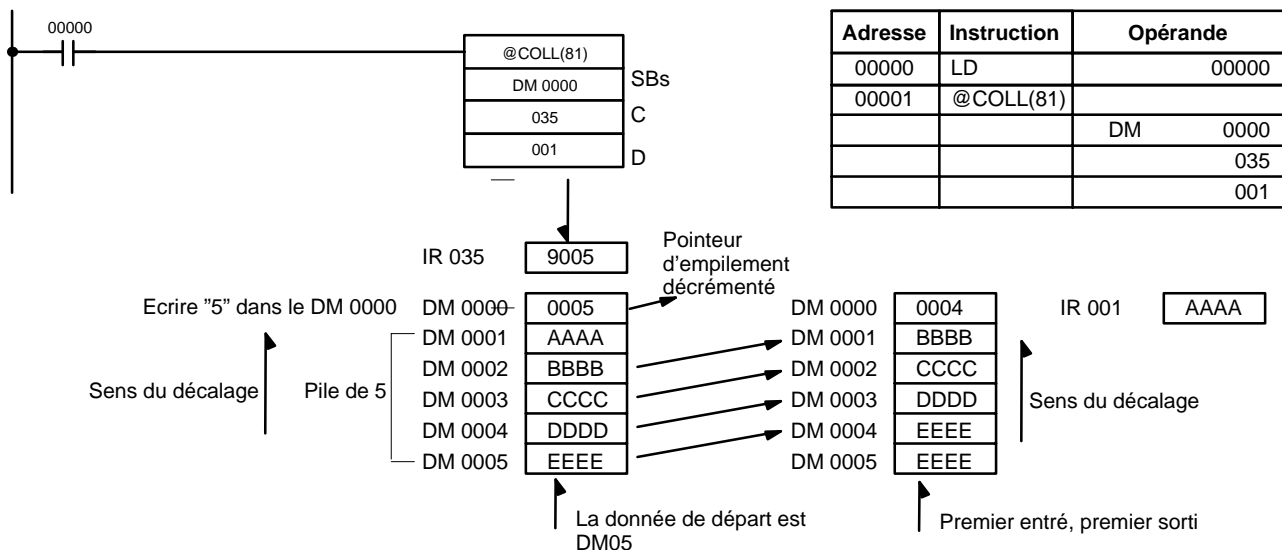 00000
@COLL(81)
DM 0000 SBs
035 C
001 D
Adresse Instruction Opérande
00000 LD 00000
00001 @COLL(81)
DM 0000
035
001
IR 035 9005
Pointeur
d’empilement
décrémenté
Ecrire ”5” dans le DM 0000 DM 0000 0005 DM 0000 0004 IR 001 AAAA
DM 0001 AAAA DM 0001 BBBB
DM 0002 BBBB DM 0002 CCCC
Sens du décalage Pile de 5 DM 0003 CCCC DM 0003 DDDD Sens du décalage
DM 0004 DDDD DM 0004 EEEE
DM 0005 EEEE DM 0005 EEEE
La donnée de départ est
DM05
Premier entré, premier sorti